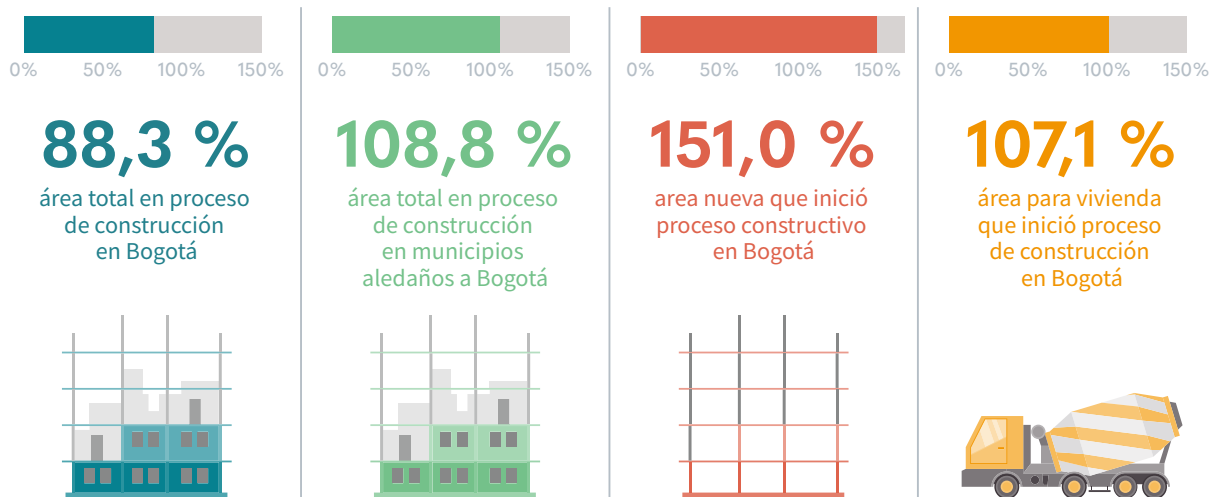 0% 50% 100% 150%
88,3 %
área total en proceso
de construcción
en Bogotá
0% 50% 100% 150%
108,8 %
área total en proceso
de construcción
en municipios
aledaños a Bogotá
0% 50% 100% 150%
151,0 %
area nueva que inició
proceso constructivo
en Bogotá
0% 50% 100% 150%
107,1 %
área para vivienda
que inició proceso
de construcción
en Bogotá